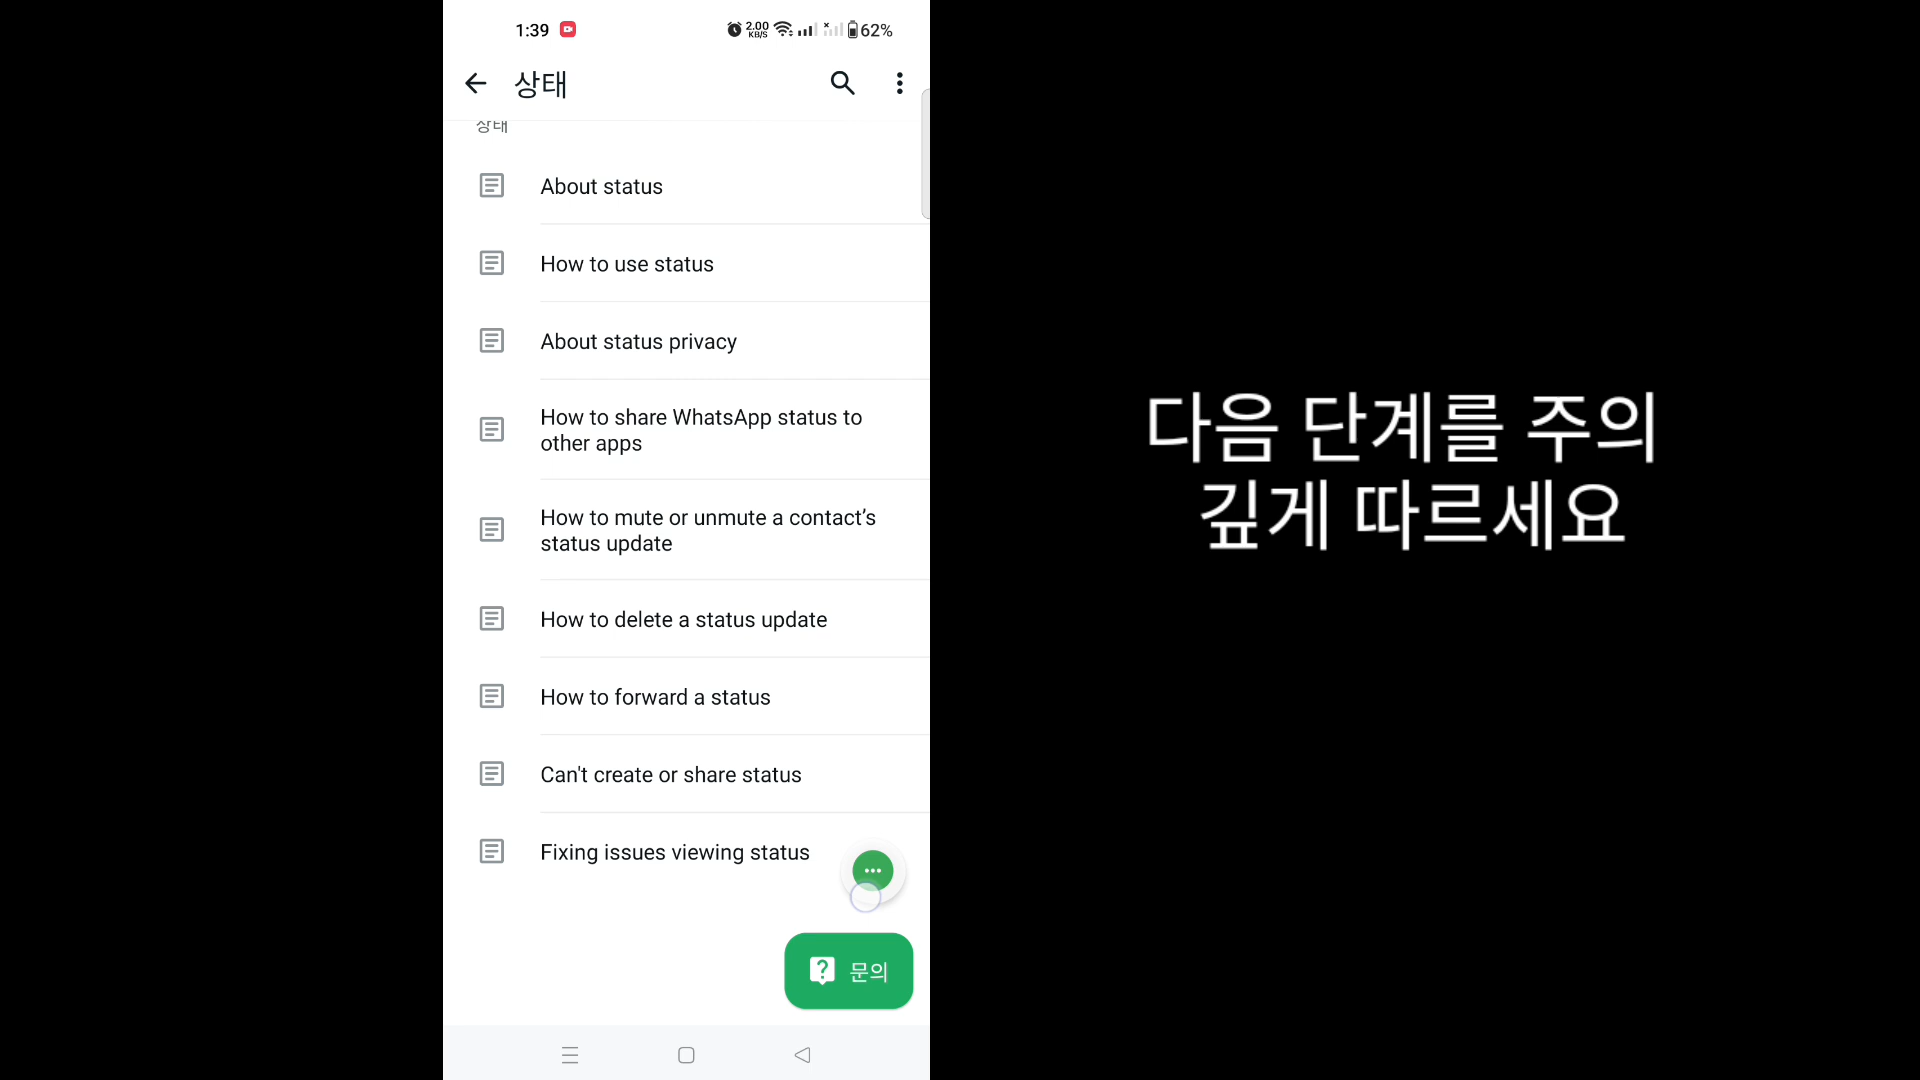 1:39
2.00
KB/S
62%
상태
상태
About status
How to use status
About status privacy
How to share WhatsApp status to
other apps
How to mute or unmute a contact’s
status update
How to delete a status update
How to forward a status
Can't create or share status
Fixing issues viewing status
문의
다음 단계를 주의
깊게 따르세요